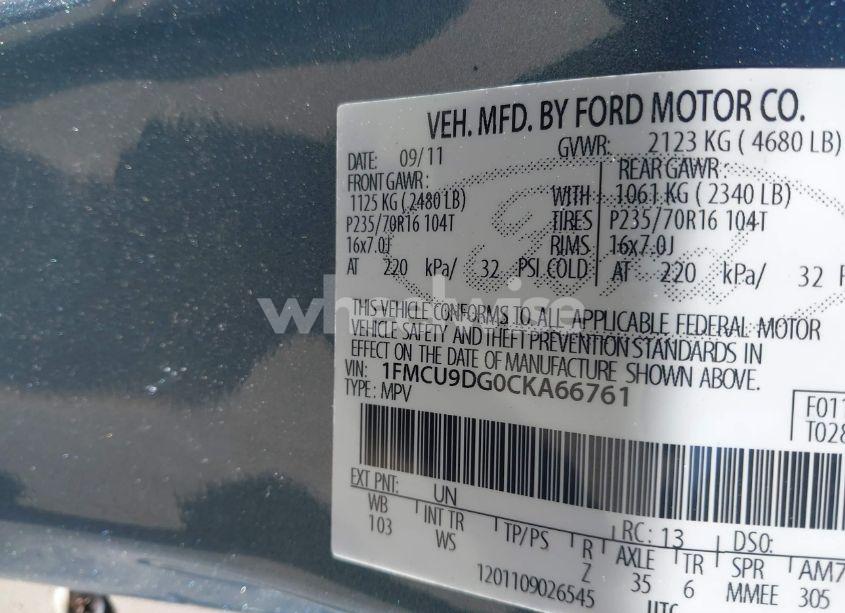 VEH. MFD. BY FORD MOTOR CO.
DATE: 09/11 GVWR: 2123 KG ( 4680 LB)
FRONT GAWR: REAR GAWR:
1125 KG ( 2480 LB) WITH 1061 KG ( 2340 LB)
P235/70R16 104T TIRES P235/70R16 104T
16x7.0J RIMS 16x7.0J
AT 220 kPa/ 32 PSI COLD AT 220 kPa/ 32 P
wheelwise
THIS VEHICLE CONFORMS TO ALL APPLICABLE FEDERAL MOTOR
VEHICLE SAFETY AND THEFT PREVENTION STANDARDS IN
EFFECT ON THE DATE OF MANUFACTURE SHOWN ABOVE.
VIN: 1FMCU9DG0CKA66761
TYPE: MPV
F011
T028
EXT PNT: UN RC: 13 DSO:
WB INT TR TP/PS R AXLE TR SPR AM7
103 WS Z 35 6 MMEE 305
1201109026545 UTC